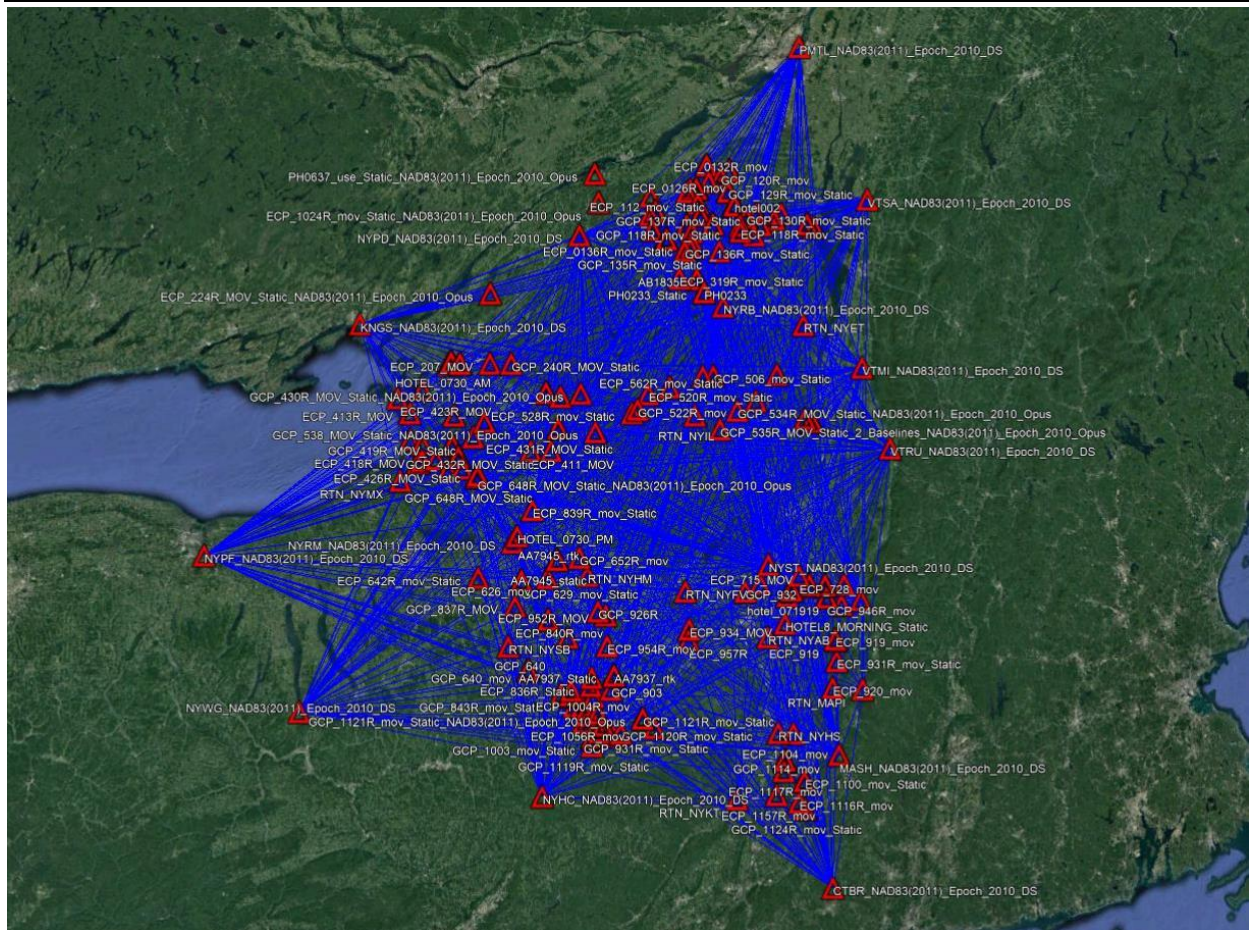 PMTL_NAD83(2011)_Epoch_2010_DS
ECP_0132R_mov
PH0637_use_Static_NAD83(2011)_Epoch_2010_Opus
GCP_120R_mov
ECP_0126R_mov
GCP_129R_mov_Static
VTSA_NAD83(2011)_Epoch_2010_DS
ECP_112_mov_Static
hotel002
ECP_1024R_mov_Static_NAD83(2011)_Epoch_2010_Opus
GCP_137R_mov_Static
GCP_130R_mov_Static
NYPD_NAD83(2011)_Epoch_2010_DS
GCP_118R_mov_Static
ECP_118R_mov_Static
ECP_0136R_mov_Static
GCP_136R_mov_Static
GCP_135R_mov_Static
AB1835
ECP_319R_mov_Static
ECP_224R_MOV_Static_NAD83(2011)_Epoch_2010_Opus
PH0233_Static
PH0233
NYRB_NAD83(2011)_Epoch_2010_DS
KNGS_NAD83(2011)_Epoch_2010_DS
RTN_NYET
ECP_207_MOV
GCP_240R_MOV_Static
VTMI_NAD83(2011)_Epoch_2010_DS
HOTEL_0730_AM
ECP_562R_mov_Static
GCP_506_mov_Static
GCP_430R_MOV_Static_NAD83(2011)_Epoch_2010_Opus
ECP_520R_mov_Static
ECP_413R_MOV
ECP_423R_MOV
ECP_528R_mov_Static
GCP_522R_mov
GCP_534R_MOV_Static_NAD83(2011)_Epoch_2010_Opus
GCP_538_MOV_Static_NAD83(2011)_Epoch_2010_Opus
RTN_NYIL
GCP_535R_MOV_Static_2_Baselines_NAD83(2011)_Epoch_2010_Opus
GCP_419R_MOV_Static
ECP_431R_MOV_Static
VTRU_NAD83(2011)_Epoch_2010_DS
ECP_418R_MOV
GCP_432R_MOV_Static
ECP_411_MOV
ECP_426R_MOV_Static
GCP_648R_MOV_Static_NAD83(2011)_Epoch_2010_Opus
RTN_NYMX
GCP_648R_MOV_Static
ECP_839R_mov_Static
HOTEL_0730_PM
NYRM_NAD83(2011)_Epoch_2010_DS
NYPF_NAD83(2011)_Epoch_2010_DS
AA7945_rtk
GCP_652R_mov
NYST_NAD83(2011)_Epoch_2010_DS
ECP_642R_mov_Static
AA7945_static
RTN_NYHM
ECP_715_MOV
ECP_728_mov
ECP_626_mov
GCP_629_mov_Static
RTN_NYFV
GCP_932
GCP_837R_MOV
GCP_926R
hotel_071919
GCP_946R_mov
ECP_952R_MOV
HOTEL8_MORNING_Static
ECP_840R_mov
ECP_934_MOV
RTN_NYAB
ECP_919_mov
RTN_NYSB
ECP_954R_mov
ECP_957R
ECP_919
GCP_640
ECP_931R_mov_Static
GCP_640_mov
AA7937_Static
AA7937_rtk
ECP_836R_Static
GCP_903
ECP_920_mov
RTN_MAPI
NYWG_NAD83(2011)_Epoch_2010_DS
GCP_843R_mov_Static
ECP_1004R_mov
GCP_1121R_mov_Static_NAD83(2011)_Epoch_2010_Opus
GCP_1121R_mov_Static
ECP_1056R_mov
GCP_1120R_mov_Static
RTN_NYHS
GCP_1003_mov_Static
GCP_931R_mov_Static
ECP_1104_mov
GCP_1119R_mov_Static
GCP_1114_mov
MASH_NAD83(2011)_Epoch_2010_DS
ECP_1100_mov_Static
NYHC_NAD83(2011)_Epoch_2010_DS
ECP_1117R_mov
ECP_1116R_mov
RTN_NYKT
ECP_1157R_mov
GCP_1124R_mov_Static
CTBR_NAD83(2011)_Epoch_2010_DS